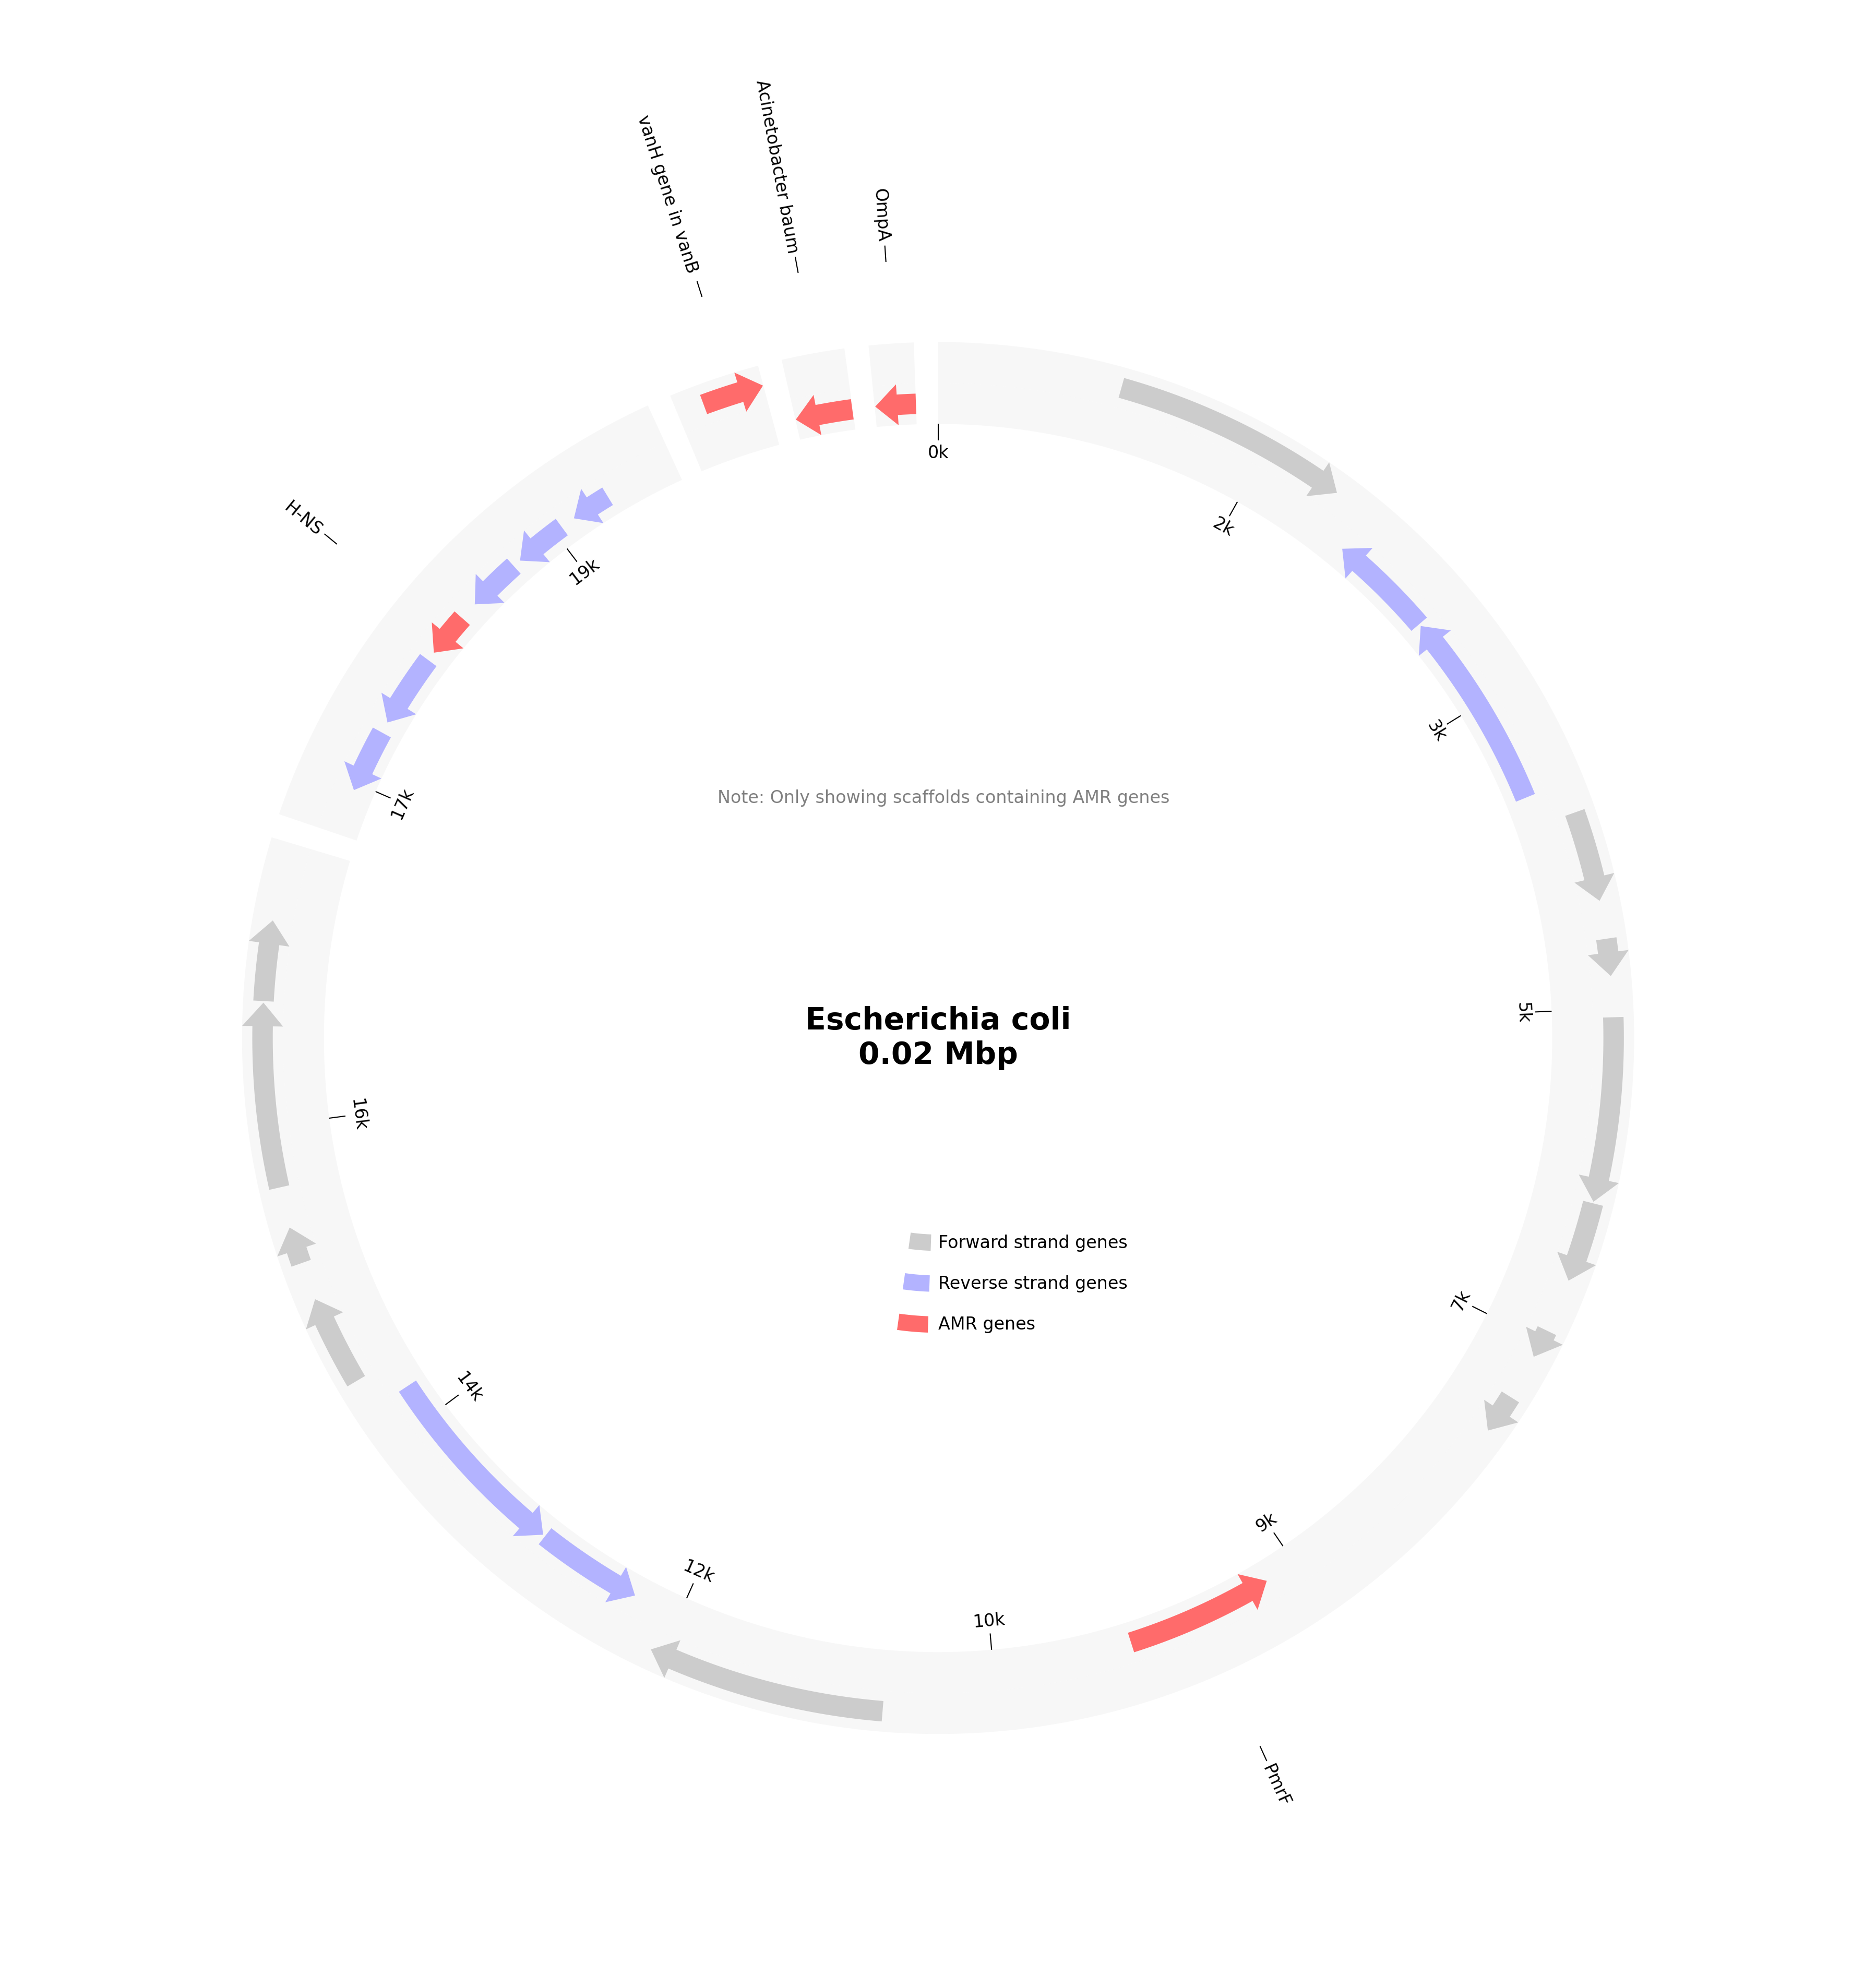 vanH gene in vanB
Acinetobacter baum
OmpA
H-NS
0k
2k
3k
5k
7k
9k
10k
12k
14k
16k
17k
19k
Note: Only showing scaffolds containing AMR genes
Escherichia coli
0.02 Mbp
Forward strand genes
Reverse strand genes
AMR genes
PmrF